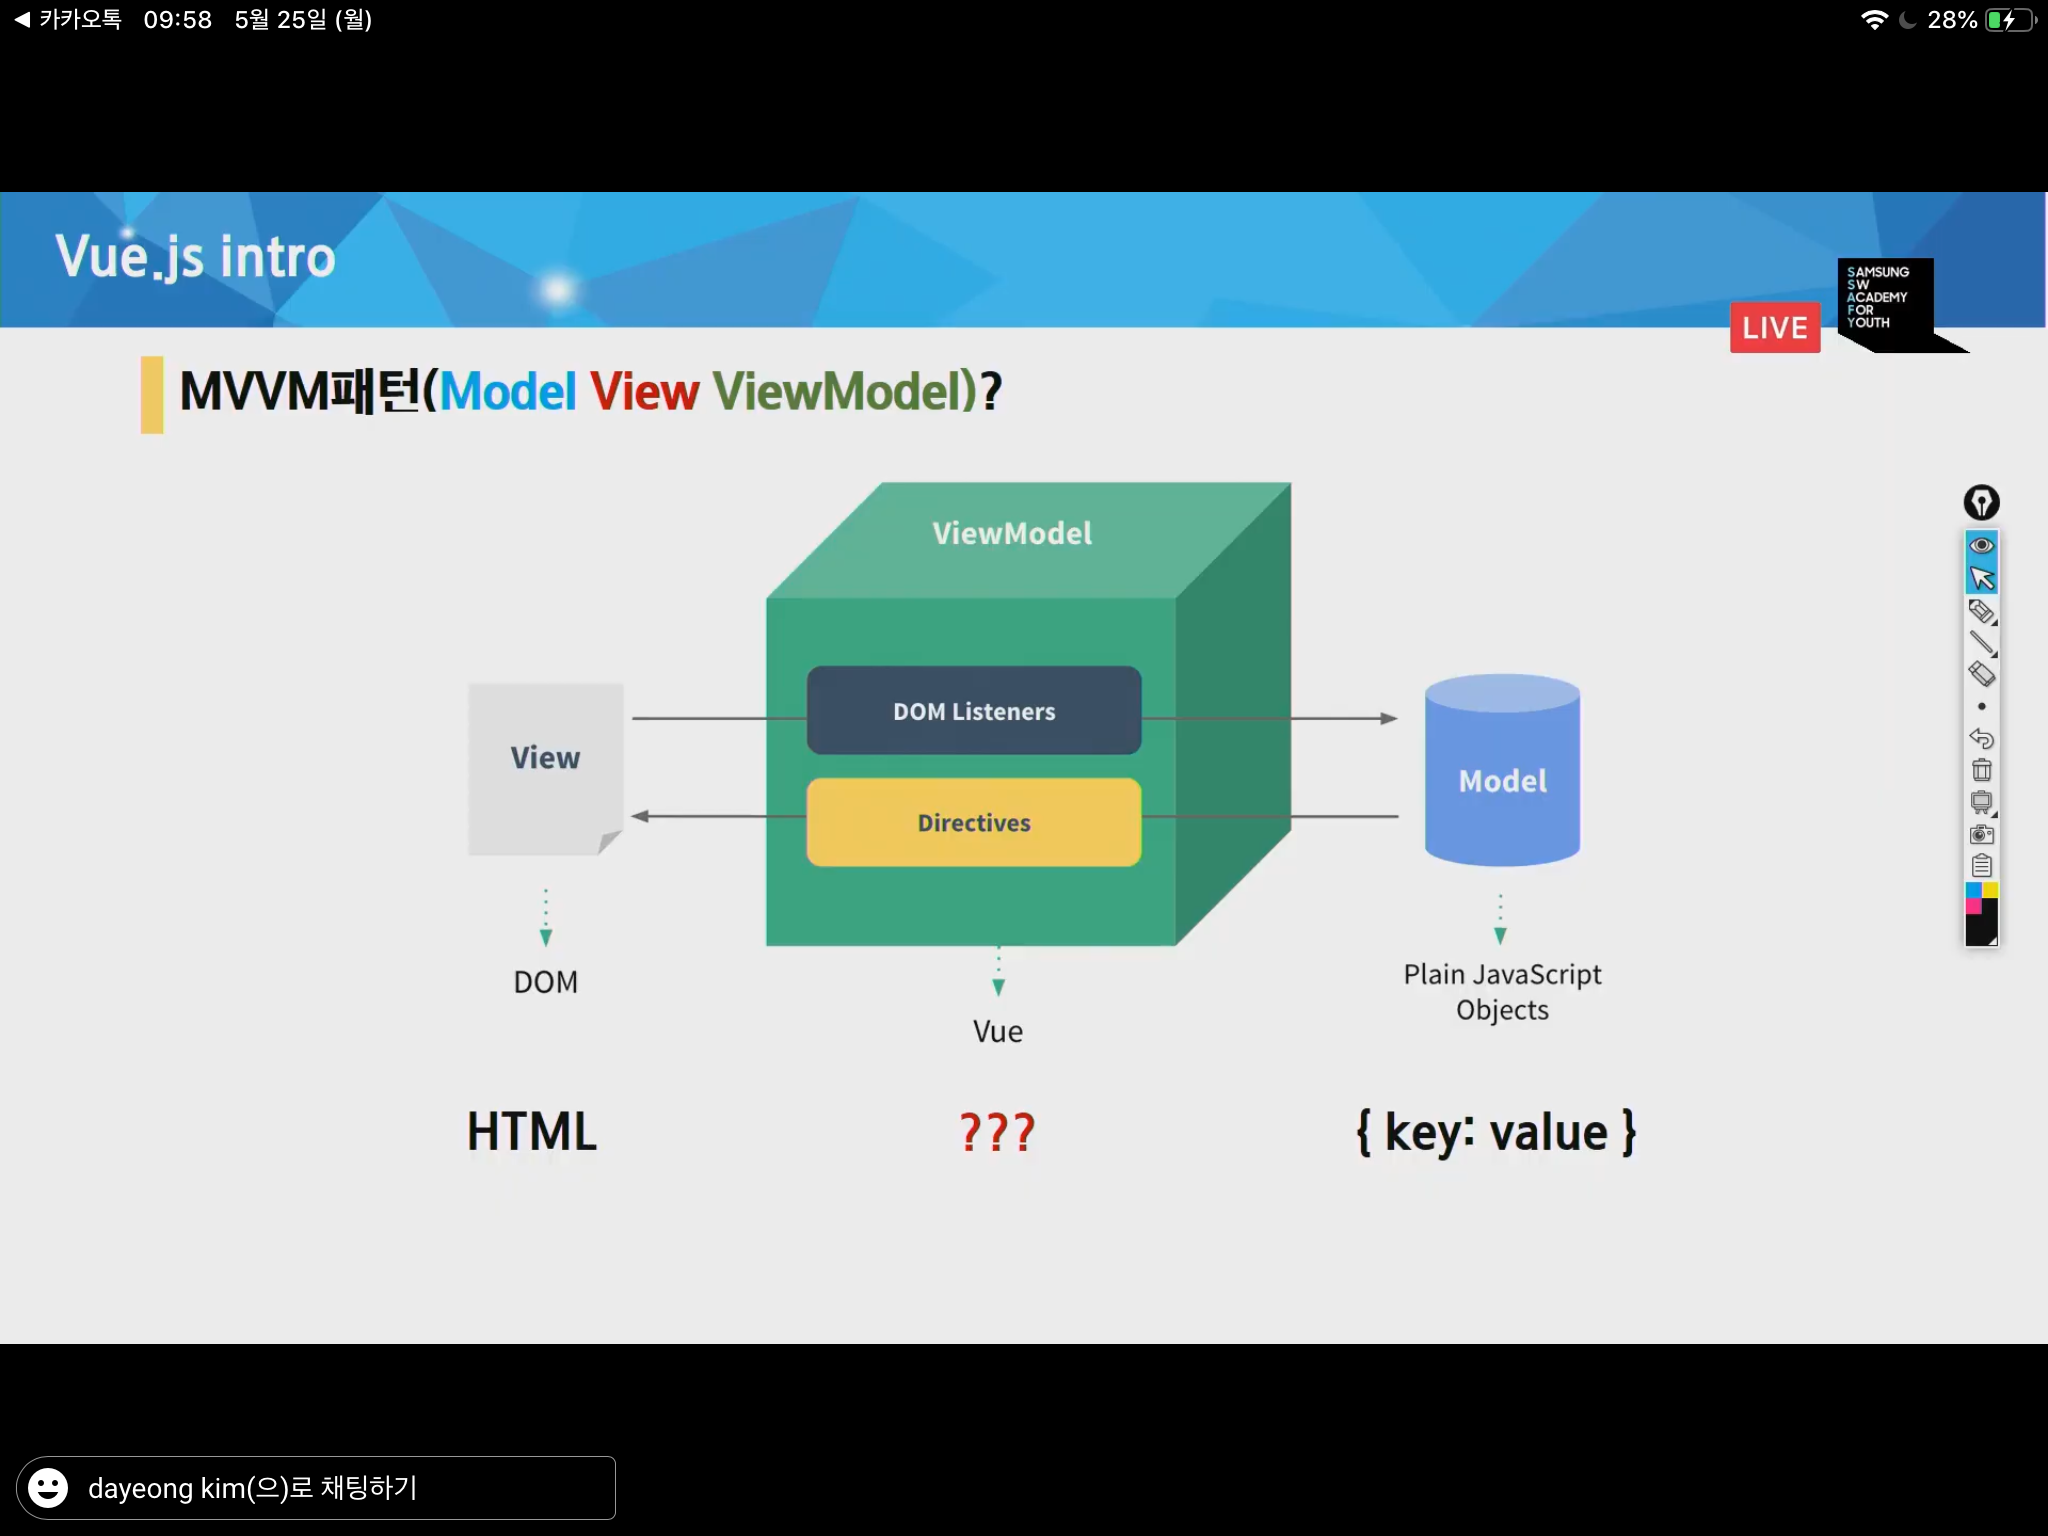 카카오톡 09:58 5월 25일 (월)
28%
Vue.js intro
SAMSUNG
SW
ACADEMY
FOR
YOUTH
LIVE
MVVM패턴(Model View ViewModel)?
ViewModel
DOM Listeners
View
Model
Directives
DOM
Plain JavaScript
Objects
Vue
HTML
???
{ key: value }
dayeong kim(으)로 채팅하기